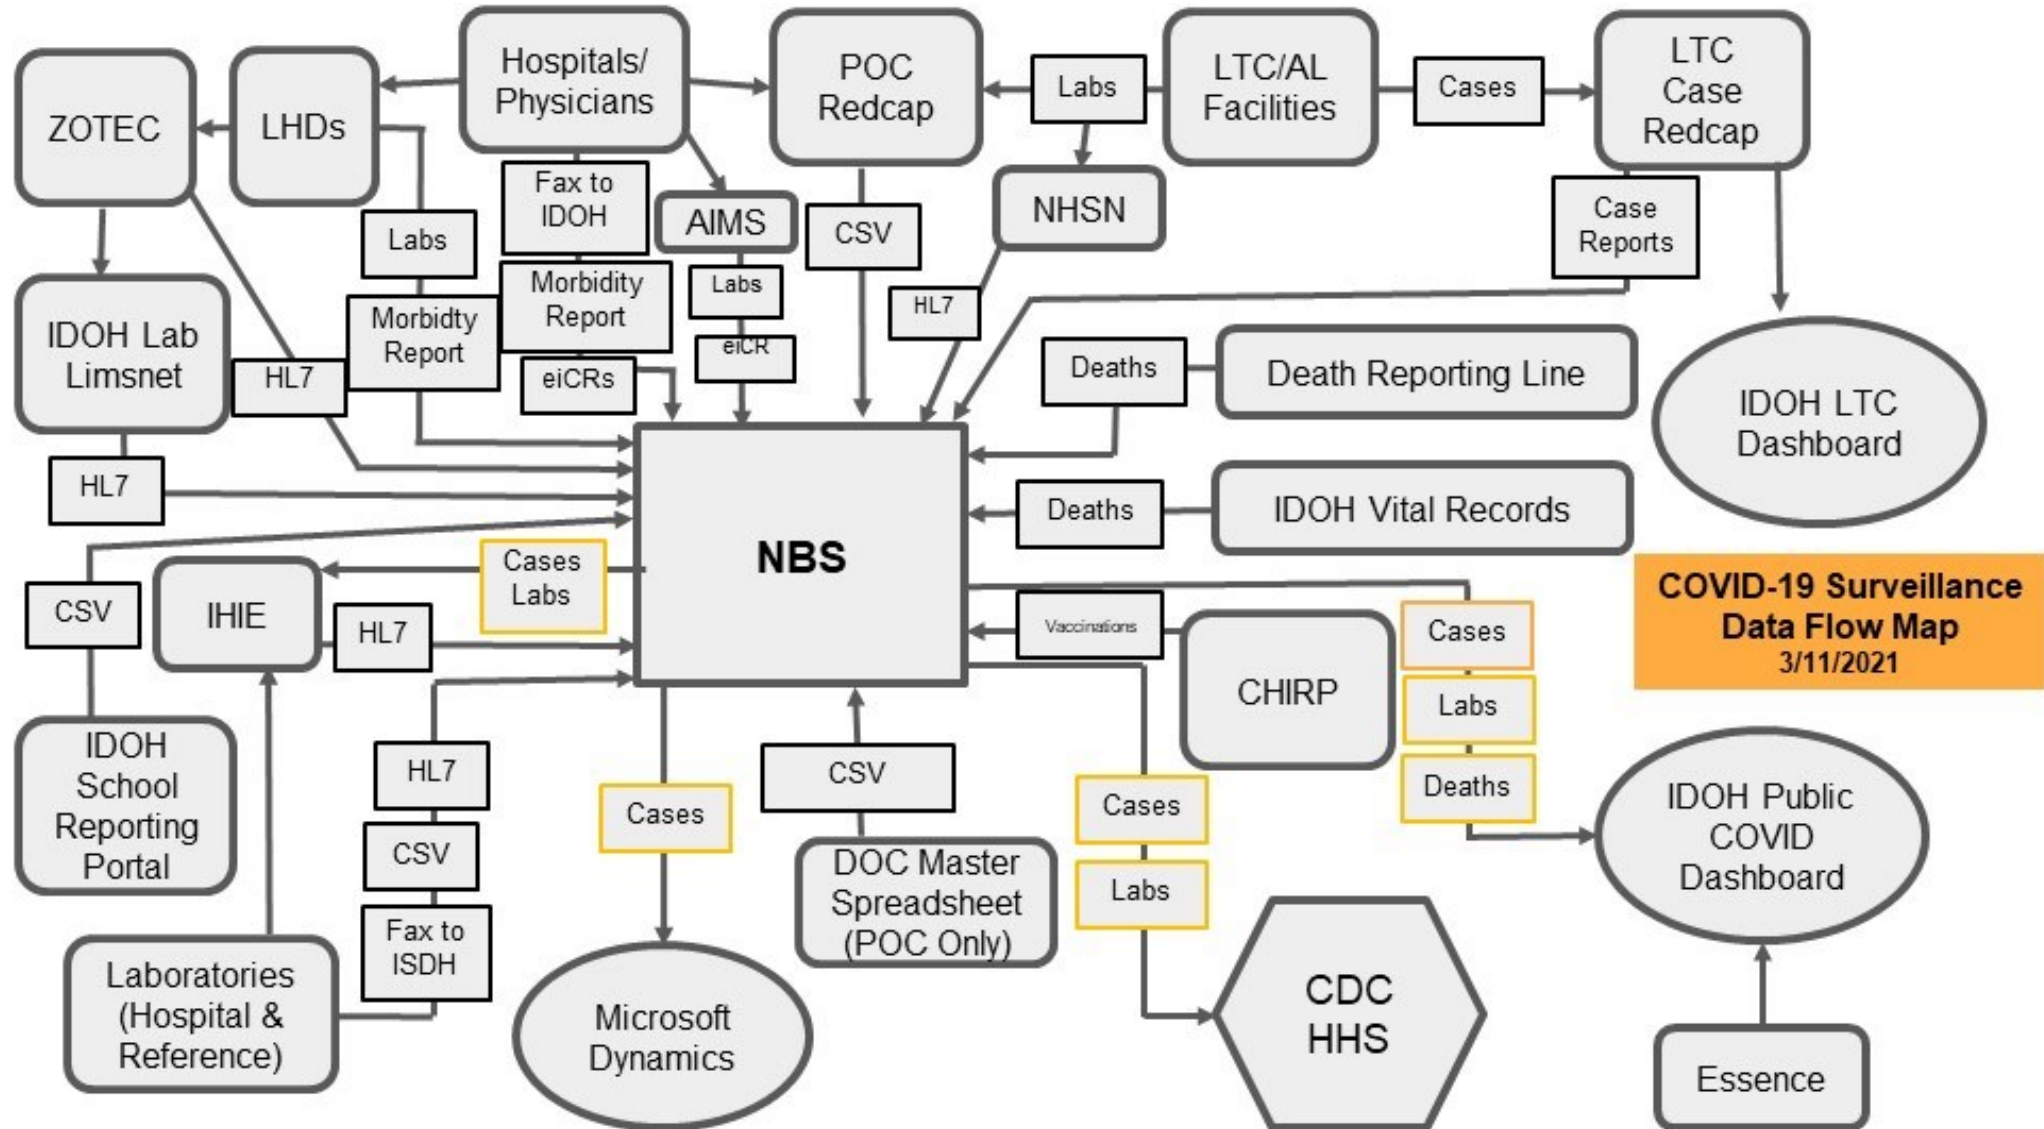 Hospitals/
Physicians
POC
Redcap
LTC/AL
Facilities
LTC
Case
Redcap
ZOTEC
LHDs
Labs
Cases
Fax to
IDOH
AIMS
CSV
NHSN
Case
Reports
Labs
Morbidity
Report
Labs
HL7
IDOH Lab
Limsnet
HL7
Morbidty
Report
eiCRs
eiCR
Deaths
Death Reporting Line
IDOH LTC
Dashboard
HL7
Deaths
IDOH Vital Records
NBS
Cases
Labs
COVID-19 Surveillance
Data Flow Map
3/11/2021
CSV
IHIE
HL7
Vaccinations
Cases
CHIRP
Labs
Deaths
IDOH
School
Reporting
Portal
HL7
CSV
Fax to
ISDH
Cases
CSV
Cases
Labs
IDOH Public
COVID
Dashboard
DOC Master
Spreadsheet
(POC Only)
Laboratories
(Hospital &
Reference)
Microsoft
Dynamics
CDC
HHS
Essence